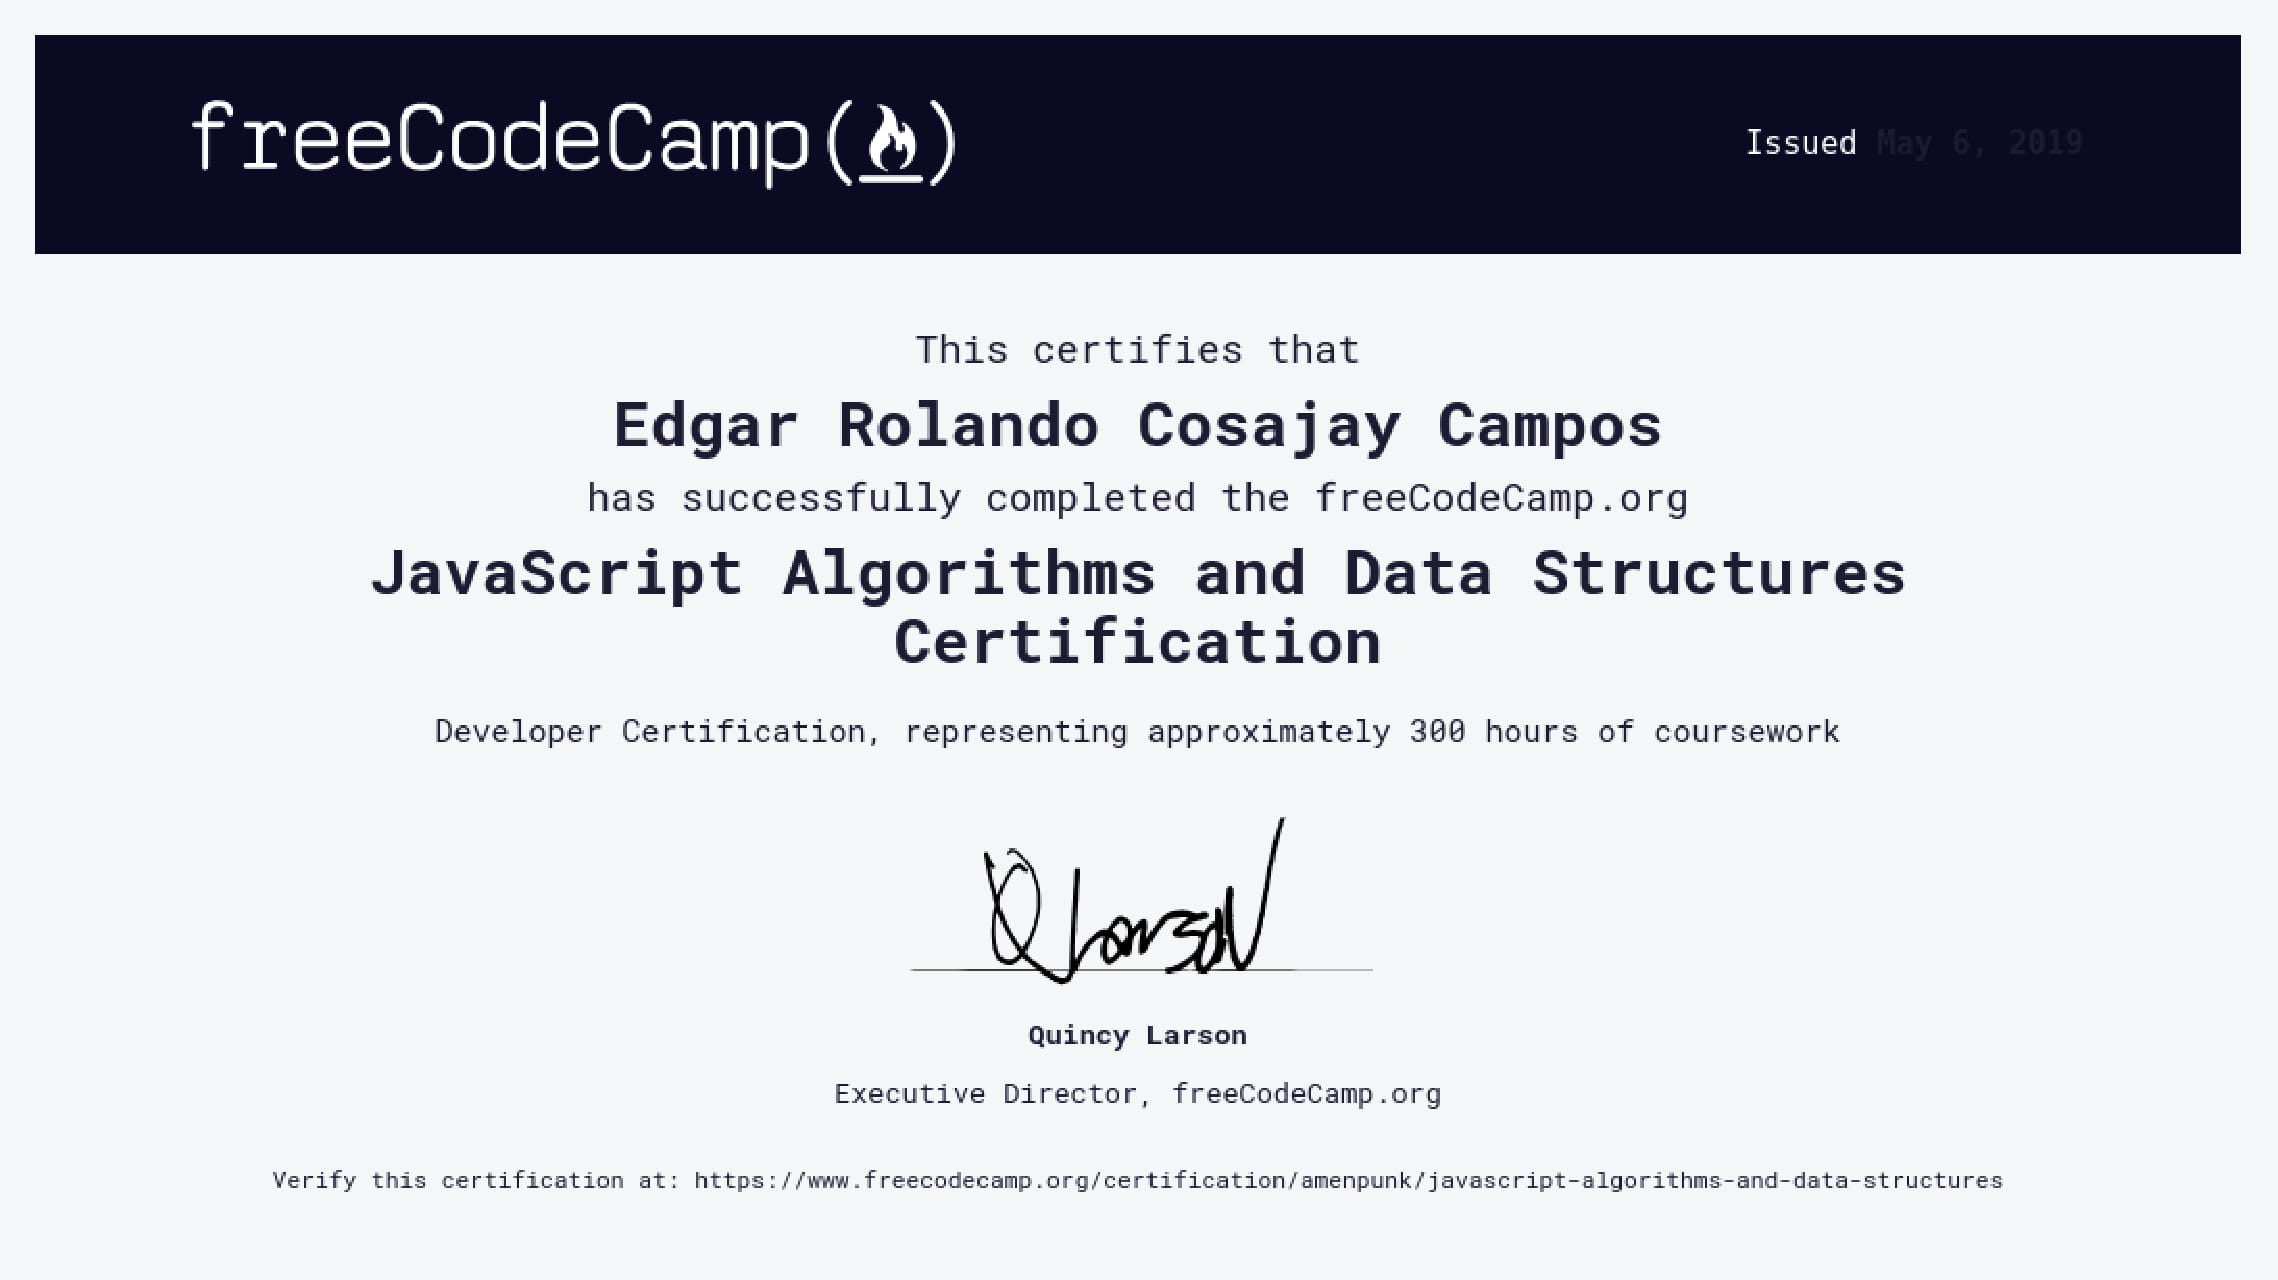 freeCodeCamp(🔥)
Issued May 6, 2019
This certifies that
Edgar Rolando Cosajay Campos
has successfully completed the freeCodeCamp.org
JavaScript Algorithms and Data Structures
Certification
Developer Certification, representing approximately 300 hours of coursework
Q Larson
Quincy Larson
Executive Director, freeCodeCamp.org
Verify this certification at: https://www.freecodecamp.org/certification/amenpunk/javascript-algorithms-and-data-structures